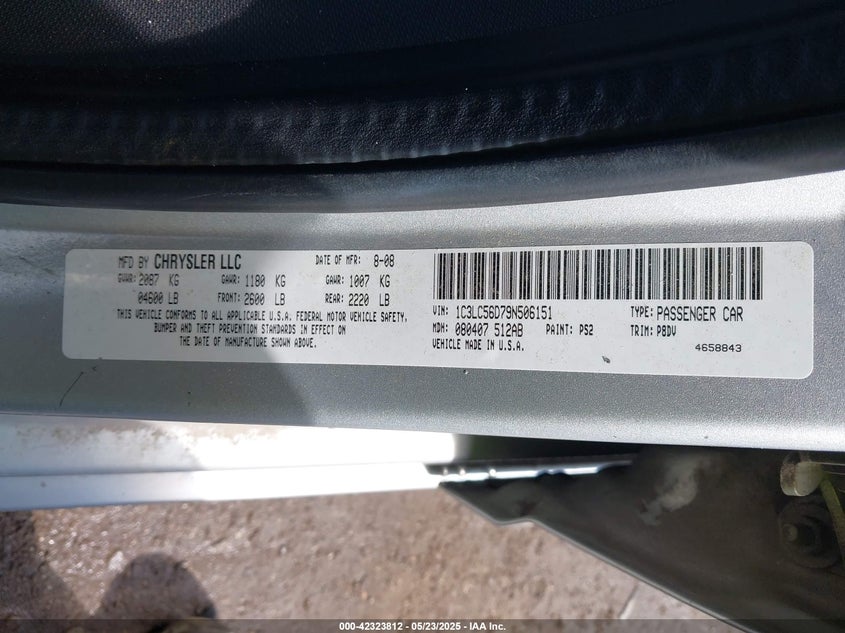 MFD BY CHRYSLER LLC DATE OF MFR: 8-08
GVWR: 2087 KG GAWR: 1180 KG GAWR: 1007 KG
04600 LB FRONT: 2600 LB REAR: 2220 LB
THIS VEHICLE CONFORMS TO ALL APPLICABLE U.S.A. FEDERAL MOTOR VEHICLE SAFETY,
BUMPER AND THEFT PREVENTION STANDARDS IN EFFECT ON
THE DATE OF MANUFACTURE SHOWN ABOVE.
VIN: 1C3LC56D79N506151 TYPE: PASSENGER CAR
MDH: 080407 512AB PAINT: PS2 TRIM: P8DV
VEHICLE MADE IN U.S.A. 4658843
000-42323812 - 05/23/2025 - IAA Inc.